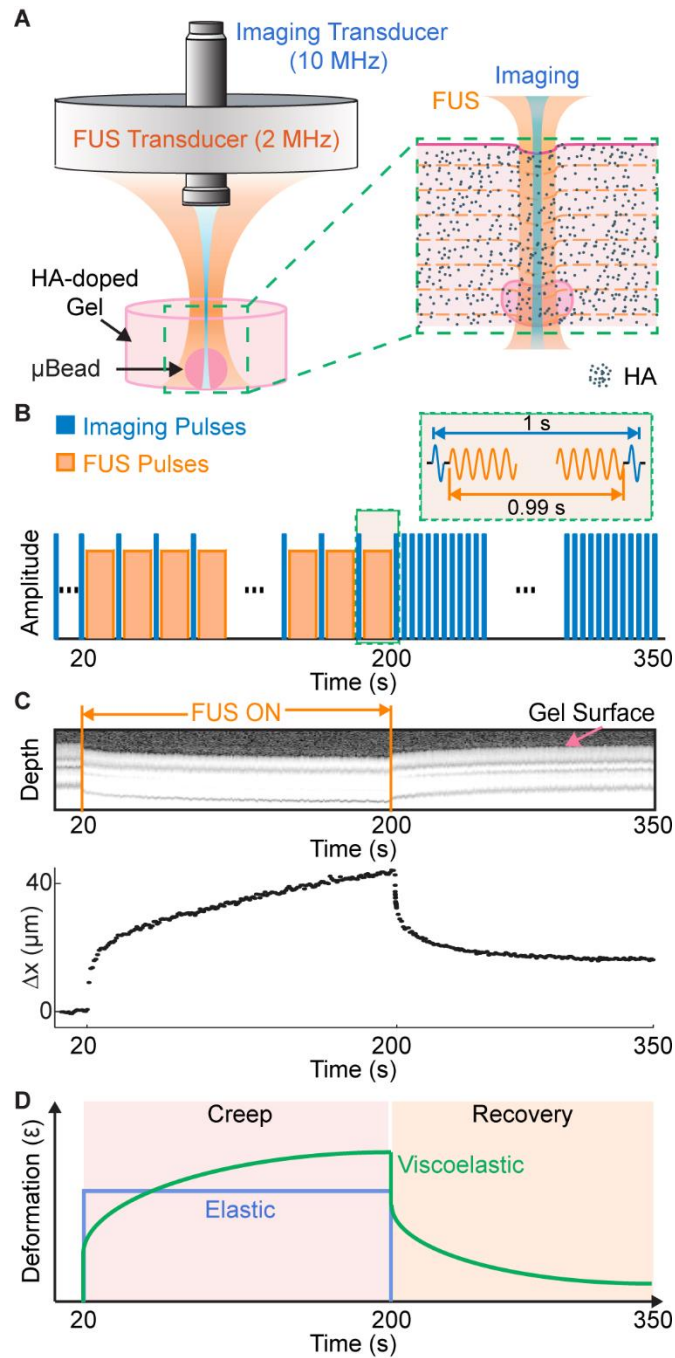 A
Imaging Transducer
(10 MHz)
FUS Transducer (2 MHz)
HA-doped
Gel
μBead
Imaging
FUS
HA
B
Imaging Pulses
FUS Pulses
1 s
0.99 s
Amplitude
20
200
350
Time (s)
C
FUS ON
Gel Surface
Depth
20
200
350
Time (s)
40
0
Δx (μm)
20
200
350
Time (s)
D
Creep
Recovery
Viscoelastic
Elastic
Deformation (ε)
20
200
350
Time (s)